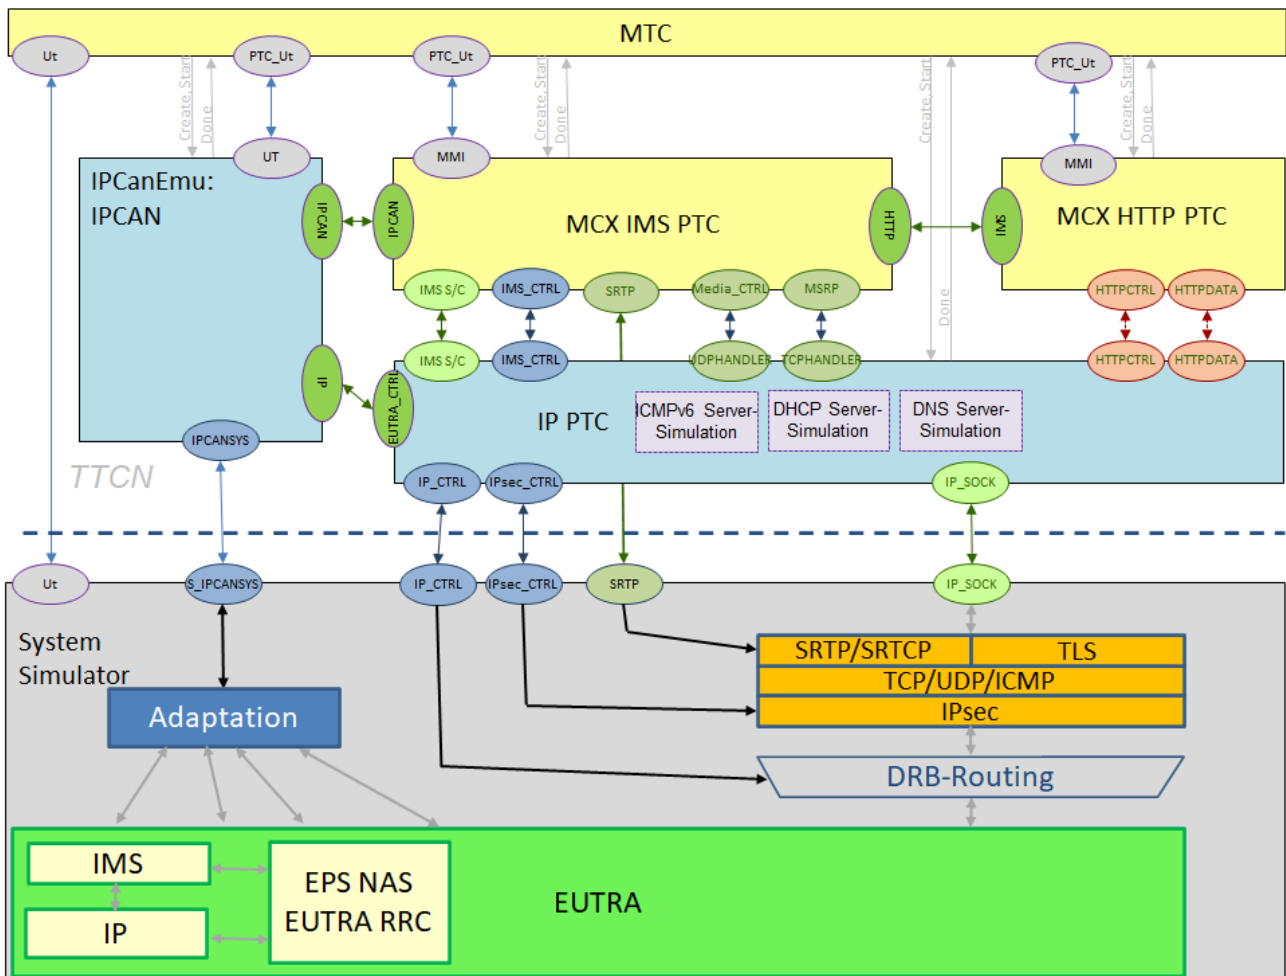 MTC
Ut
PTC_Ut
PTC_Ut
PTC_Ut
Create, Start
Done
Create, Start
Done
Create, Start
Done
Create, Start
Done
UT
MMI
MMI
IPCanEmu:
IPCAN
IPCAN
IPCAN
MCX IMS PTC
HTTP
SMI
MCX HTTP PTC
IMS S/C
IMS_CTRL
SRTP
Media_CTRL
MSRP
HTTPCTRL
HTTPDATA
IMS S/C
IMS_CTRL
UDPHANDLER
TCPHANDLER
HTTPCTRL
HTTPDATA
IP
EUTRA_CTRL
IP PTC
ICMPv6 Server-
Simulation
DHCP Server-
Simulation
DNS Server-
Simulation
IPCANSYS
TTCN
IP_CTRL
IPsec_CTRL
IP_SOCK
Ut
S_IPCANSYS
IP_CTRL
IPsec_CTRL
SRTP
IP_SOCK
System
Simulator
SRTP/SRTCP
TLS
TCP/UDP/ICMP
IPsec
Adaptation
DRB-Routing
IMS
IP
EPS NAS
EUTRA RRC
EUTRA